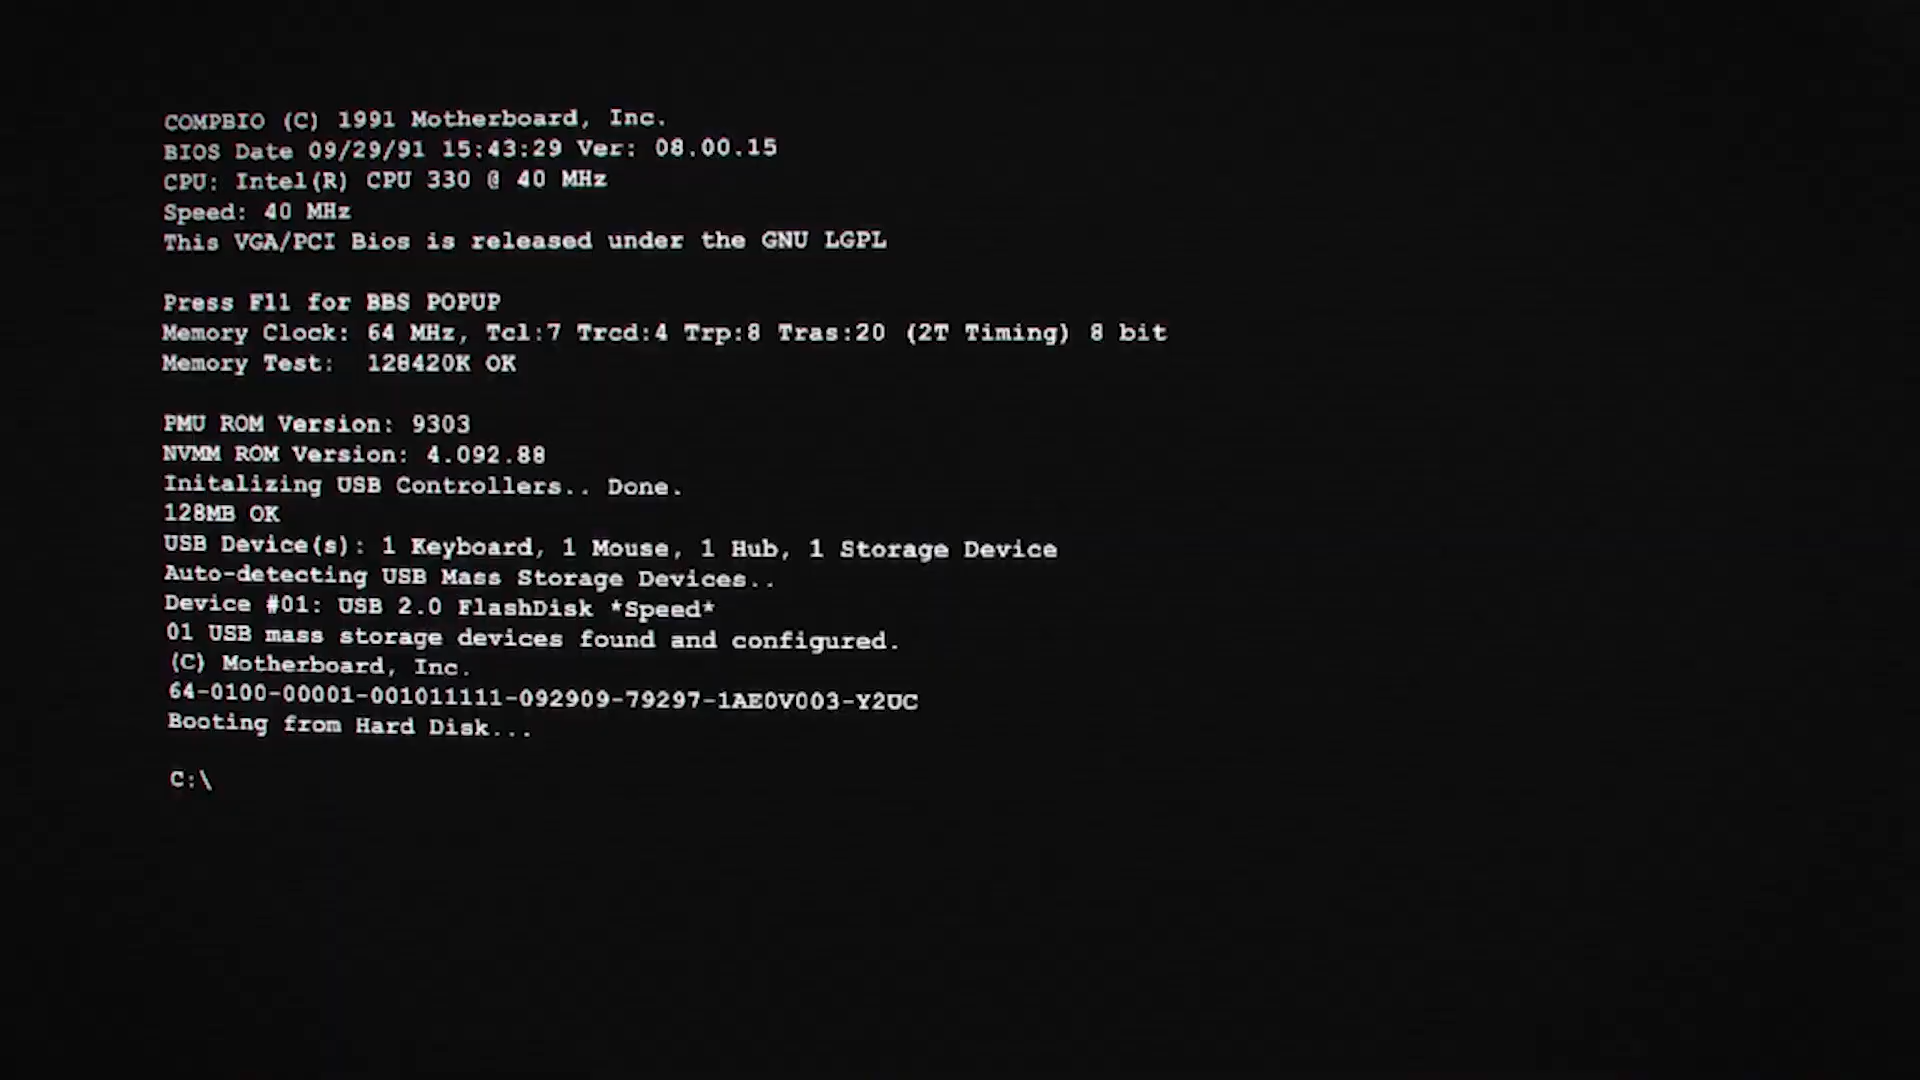 COMPBIO (C) 1991 Motherboard, Inc.
BIOS Date 09/29/91 15:43:29 Ver: 08.00.15
CPU: Intel(R) CPU 330 @ 40 MHz
Speed: 40 MHz
This VGA/PCI Bios is released under the GNU LGPL
Press F11 for BBS POPUP
Memory Clock: 64 MHz, Tcl:7 Trcd:4 Trp:8 Tras:20 (2T Timing) 8 bit
Memory Test:  128420K OK
PMU ROM Version: 9303
NVMM ROM Version: 4.092.88
Initalizing USB Controllers.. Done.
128MB OK
USB Device(s): 1 Keyboard, 1 Mouse, 1 Hub, 1 Storage Device
Auto-detecting USB Mass Storage Devices..
Device #01: USB 2.0 FlashDisk *Speed*
01 USB mass storage devices found and configured.
(C) Motherboard, Inc.
64-0100-00001-001011111-092909-79297-1AE0V003-Y2UC
Booting from Hard Disk...
C:\